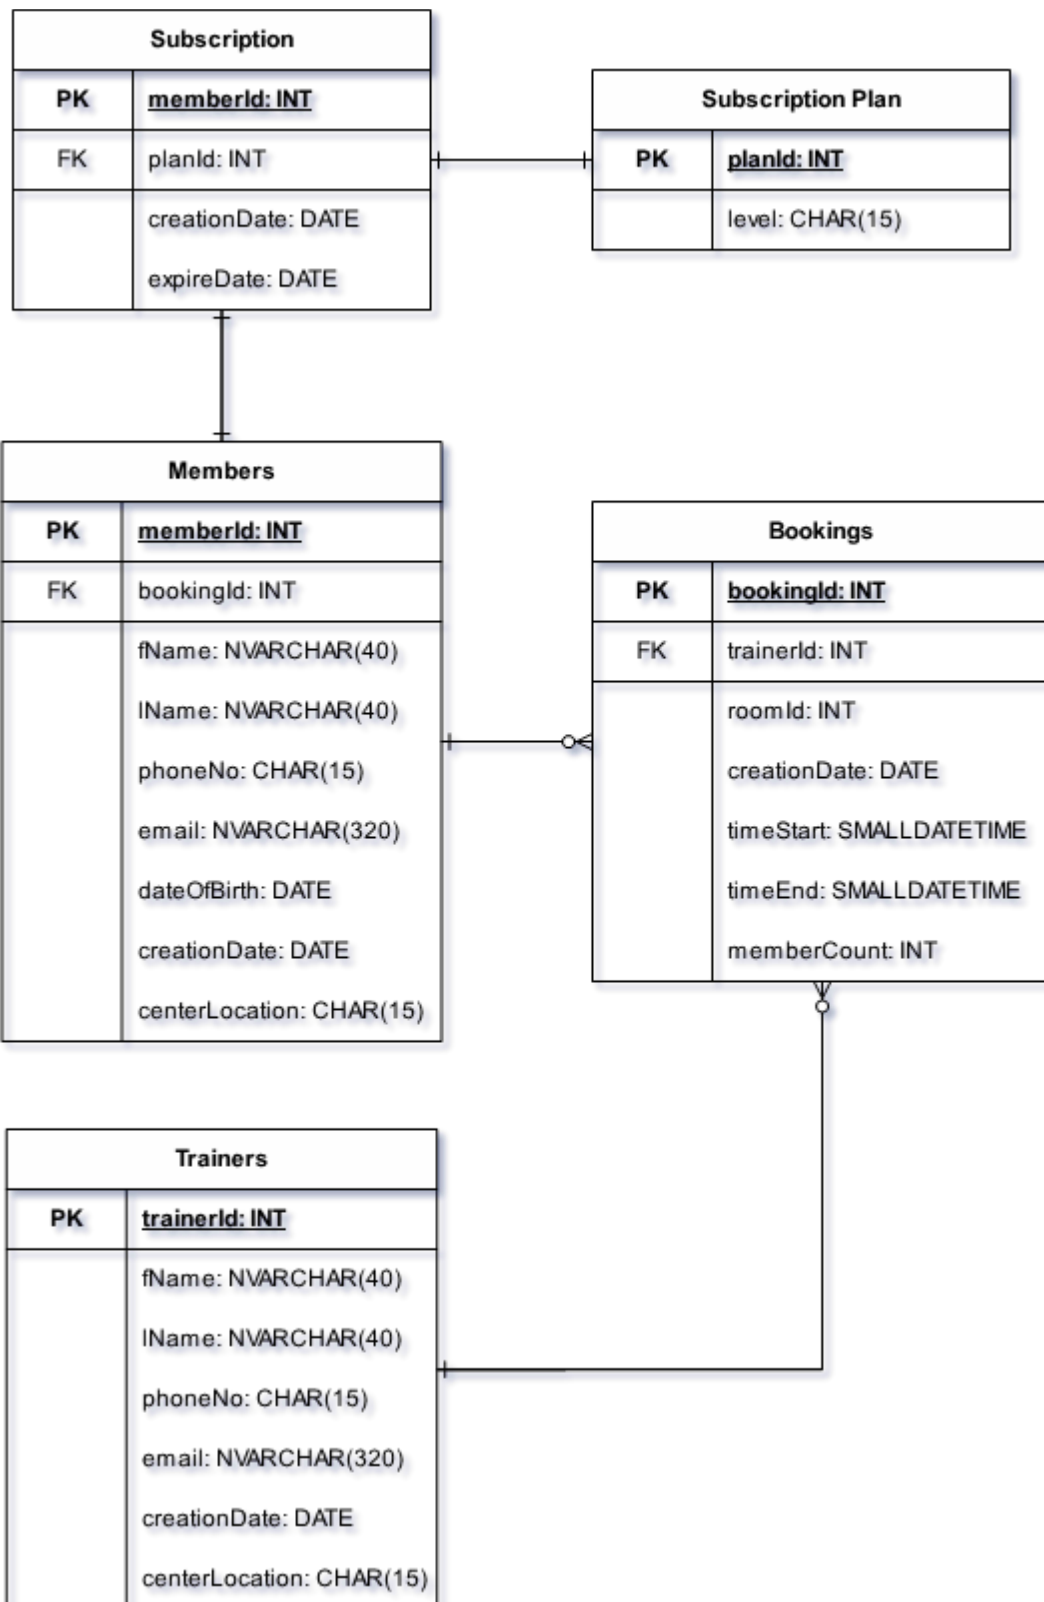 Subscription
PK memberId: INT
FK planId: INT
creationDate: DATE
expireDate: DATE
Subscription Plan
PK planId: INT
level: CHAR(15)
Members
PK memberId: INT
FK bookingId: INT
fName: NVARCHAR(40)
lName: NVARCHAR(40)
phoneNo: CHAR(15)
email: NVARCHAR(320)
dateOfBirth: DATE
creationDate: DATE
centerLocation: CHAR(15)
Bookings
PK bookingId: INT
FK trainerId: INT
roomId: INT
creationDate: DATE
timeStart: SMALLDATETIME
timeEnd: SMALLDATETIME
memberCount: INT
Trainers
PK trainerId: INT
fName: NVARCHAR(40)
lName: NVARCHAR(40)
phoneNo: CHAR(15)
email: NVARCHAR(320)
creationDate: DATE
centerLocation: CHAR(15)